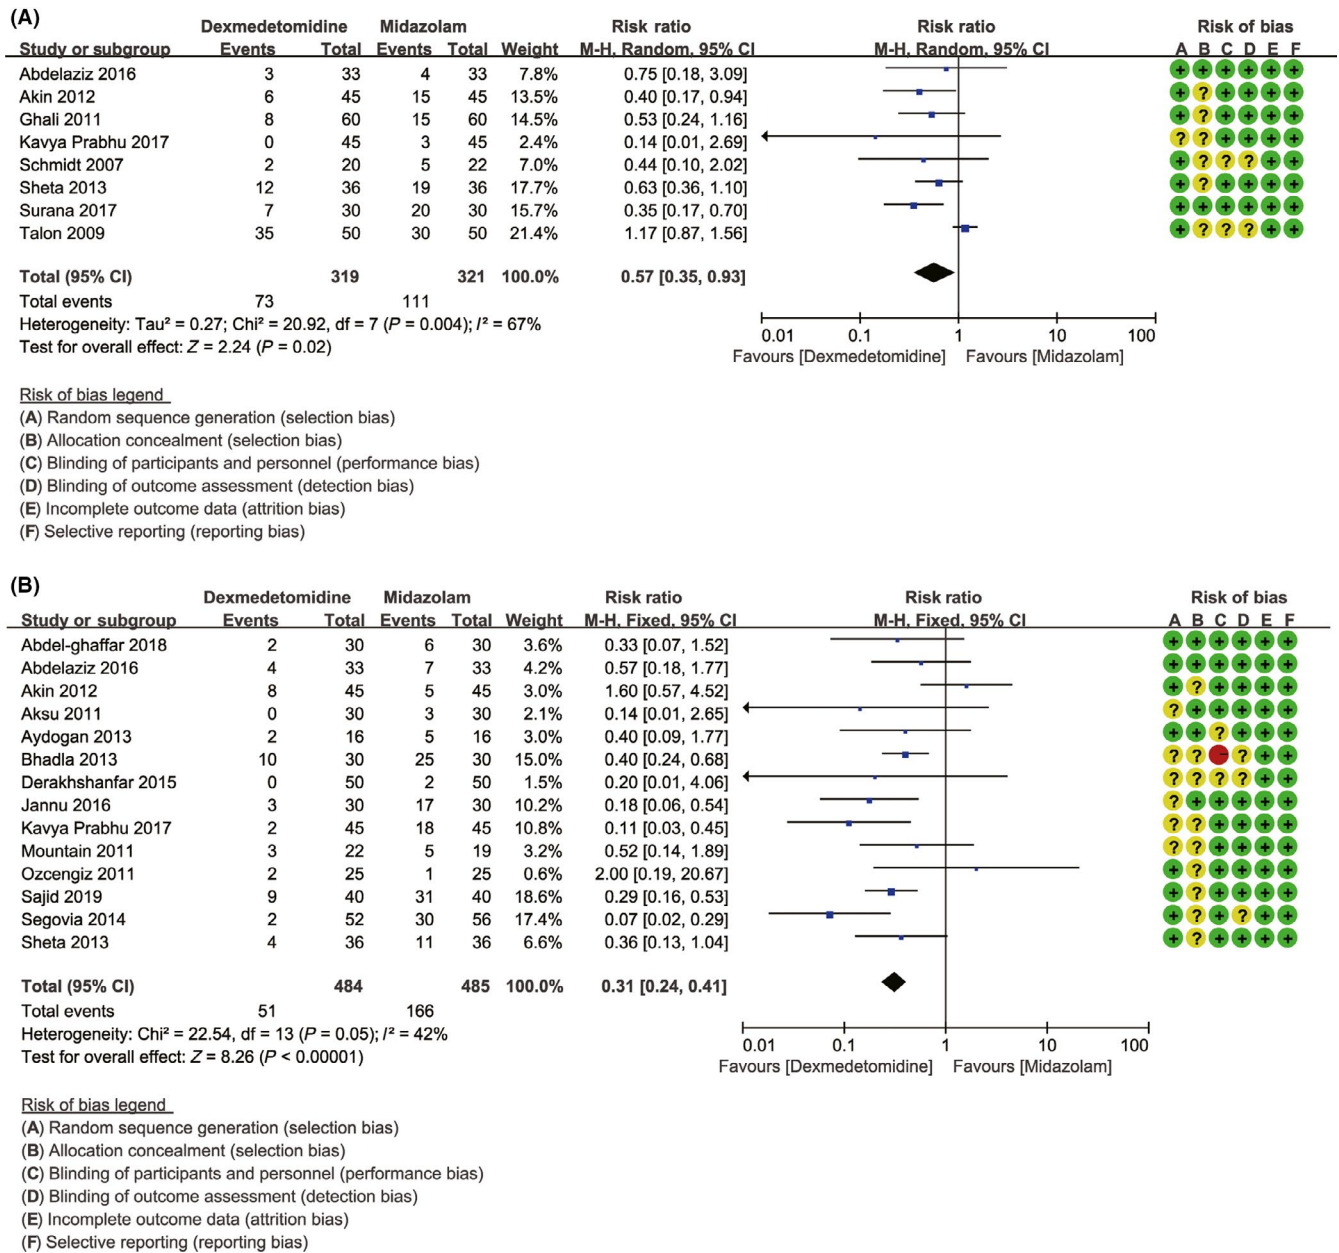 (A)
Dexmedetomidine Midazolam Risk ratio Risk ratio Risk of bias
Study or subgroup Events Total Events Total Weight M-H, Random, 95% CI M-H, Random, 95% CI A B C D E F
Abdelaziz 2016 3 33 4 33 7.8% 0.75 [0.18, 3.09] + + + + + +
Akin 2012 6 45 15 45 13.5% 0.40 [0.17, 0.94] + ? + + + +
Ghali 2011 8 60 15 60 14.5% 0.53 [0.24, 1.16] + ? + + + +
Kavya Prabhu 2017 0 45 3 45 2.4% 0.14 [0.01, 2.69] ? ? + + + +
Schmidt 2007 2 20 5 22 7.0% 0.44 [0.10, 2.02] + ? ? ? + +
Sheta 2013 12 36 19 36 17.7% 0.63 [0.36, 1.10] + ? + + + +
Surana 2017 7 30 20 30 15.7% 0.35 [0.17, 0.70] + + + + + +
Talon 2009 35 50 30 50 21.4% 1.17 [0.87, 1.56] + ? ? ? + +
Total (95% CI) 319 321 100.0% 0.57 [0.35, 0.93]
Total events 73 111
Heterogeneity: Tau² = 0.27; Chi² = 20.92, df = 7 (P = 0.004); I² = 67%
Test for overall effect: Z = 2.24 (P = 0.02)
0.01 0.1 1 10 100
Favours [Dexmedetomidine] Favours [Midazolam]
Risk of bias legend
(A) Random sequence generation (selection bias)
(B) Allocation concealment (selection bias)
(C) Blinding of participants and personnel (performance bias)
(D) Blinding of outcome assessment (detection bias)
(E) Incomplete outcome data (attrition bias)
(F) Selective reporting (reporting bias)
(B)
Dexmedetomidine Midazolam Risk ratio Risk ratio Risk of bias
Study or subgroup Events Total Events Total Weight M-H, Fixed, 95% CI M-H, Fixed, 95% CI A B C D E F
Abdel-ghaffar 2018 2 30 6 30 3.6% 0.33 [0.07, 1.52] + + + + + +
Abdelaziz 2016 4 33 7 33 4.2% 0.57 [0.18, 1.77] + + + + + +
Akin 2012 8 45 5 45 3.0% 1.60 [0.57, 4.52] + ? + + + +
Aksu 2011 0 30 3 30 2.1% 0.14 [0.01, 2.65] ? + + + + +
Aydogan 2013 2 16 5 16 3.0% 0.40 [0.09, 1.77] + + ? + + +
Bhadla 2013 10 30 25 30 15.0% 0.40 [0.24, 0.68] ? ? - ? + +
Derakhshanfar 2015 0 50 2 50 1.5% 0.20 [0.01, 4.06] ? ? ? ? + +
Jannu 2016 3 30 17 30 10.2% 0.18 [0.06, 0.54] ? + + + + +
Kavya Prabhu 2017 2 45 18 45 10.8% 0.11 [0.03, 0.45] ? ? + + + +
Mountain 2011 3 22 5 19 3.2% 0.52 [0.14, 1.89] ? ? + + + +
Ozcengiz 2011 2 25 1 25 0.6% 2.00 [0.19, 20.67] + + + + + +
Sajid 2019 9 40 31 40 18.6% 0.29 [0.16, 0.53] + ? + + + +
Segovia 2014 2 52 30 56 17.4% 0.07 [0.02, 0.29] + ? + ? + +
Sheta 2013 4 36 11 36 6.6% 0.36 [0.13, 1.04] + ? + + + +
Total (95% CI) 484 485 100.0% 0.31 [0.24, 0.41]
Total events 51 166
Heterogeneity: Chi² = 22.54, df = 13 (P = 0.05); I² = 42%
Test for overall effect: Z = 8.26 (P < 0.00001)
0.01 0.1 1 10 100
Favours [Dexmedetomidine] Favours [Midazolam]
Risk of bias legend
(A) Random sequence generation (selection bias)
(B) Allocation concealment (selection bias)
(C) Blinding of participants and personnel (performance bias)
(D) Blinding of outcome assessment (detection bias)
(E) Incomplete outcome data (attrition bias)
(F) Selective reporting (reporting bias)